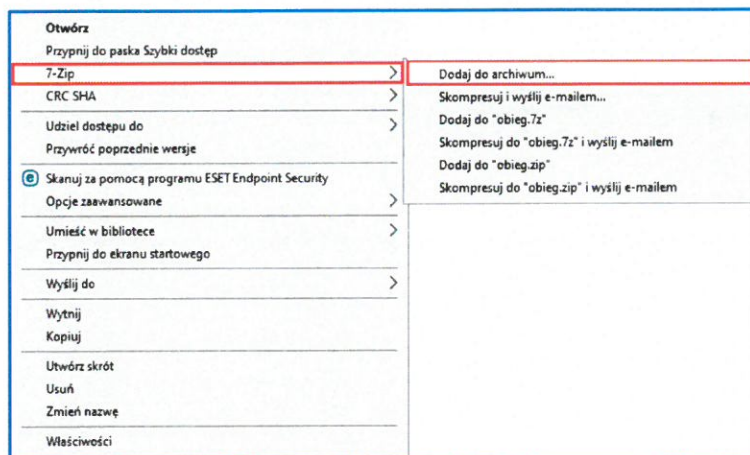 Otwórz
Przypnij do paska Szybki dostęp
7-Zip
CRC SHA
Udziel dostępu do
Przywróć poprzednie wersje
Skanuj za pomocą programu ESET Endpoint Security
Opcje zaawansowane
Umieść w bibliotece
Przypnij do ekranu startowego
Wyślij do
Wytnij
Kopiuj
Utwórz skrót
Usuń
Zmień nazwę
Właściwości
Dodaj do archiwum...
Skompresuj i wyślij e-mailem...
Dodaj do "obieg.7z"
Skompresuj do "obieg.7z" i wyślij e-mailem
Dodaj do "obieg.zip"
Skompresuj do "obieg.zip" i wyślij e-mailem